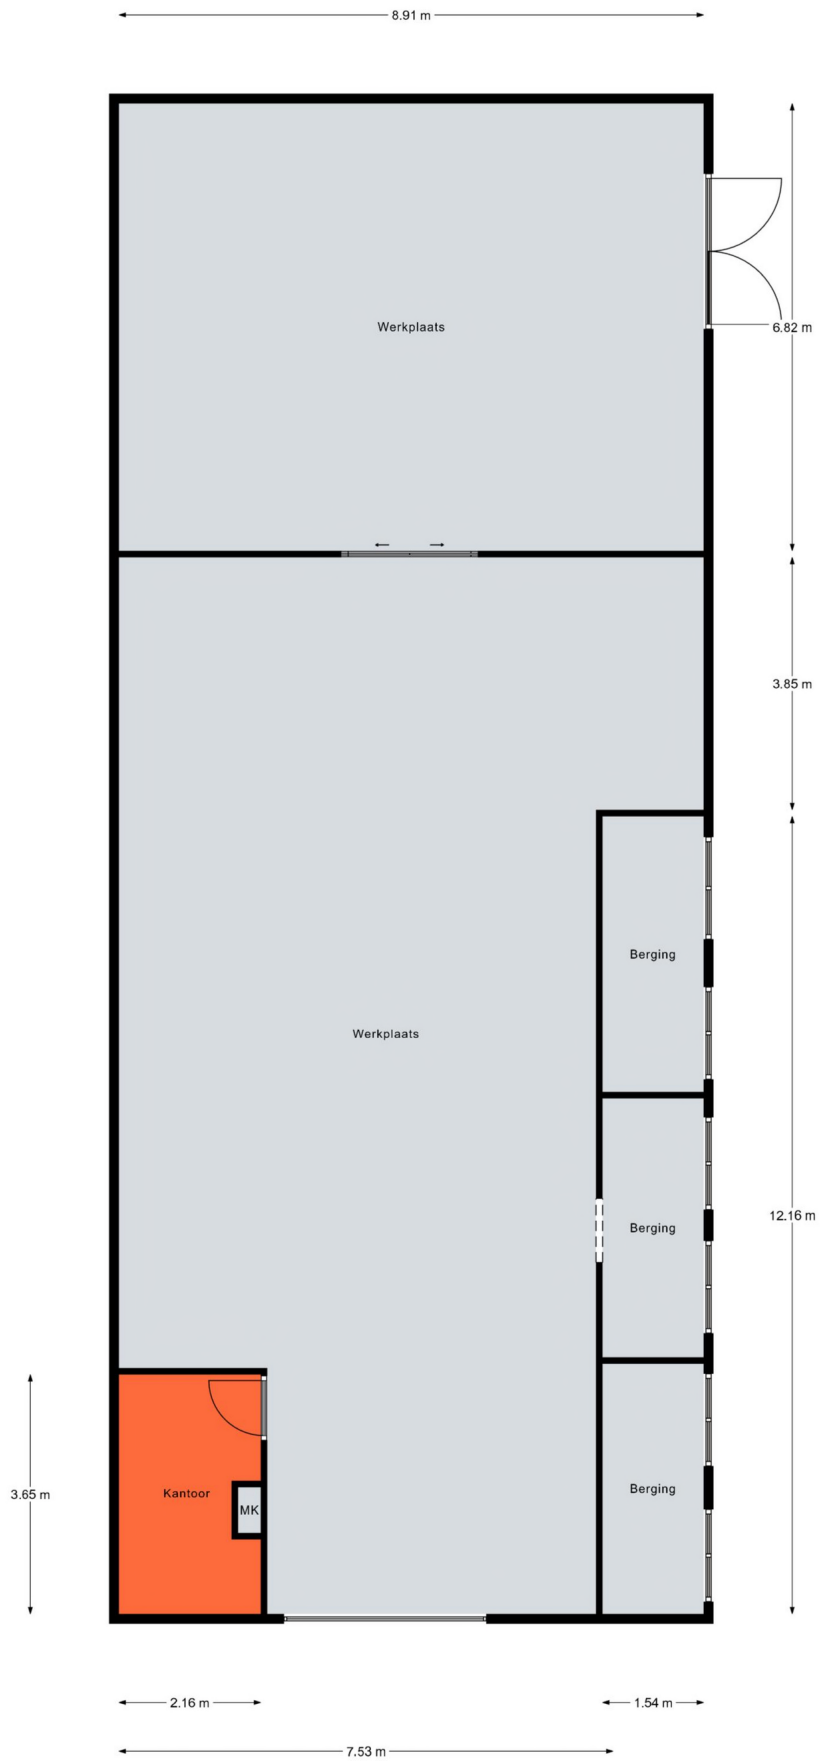 8.91 m
Werkplaats
6.82 m
3.85 m
Berging
Werkplaats
12.16 m
Berging
Berging
3.65 m
Kantoor
MK
2.16 m
1.54 m
7.53 m